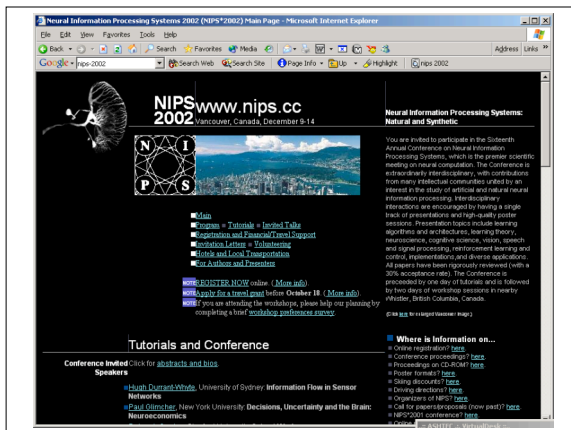 Neural Information Processing Systems 2002 (NIPS*2002) Main Page - Microsoft Internet Explorer
File Edit View Favorites Tools Help
Back Search Favorites Media Address Links »
Google nips-2002 Search Web Search Site Page Info Up Highlight nips 2002
NIPS www.nips.cc
2002 Vancouver, Canada, December 9-14
N I
P S
Main
Program Tutorials Invited Talks
Registration and Financial/Travel Support
Invitation Letters Volunteering
Hotels and Local Transportation
For Authors and Presenters
NOTE REGISTER NOW online. ( More info).
NOTE Apply for a travel grant before October 18. ( More info).
NOTE If you are attending the workshops, please help our planning by
completing a brief workshop preferences survey.
Tutorials and Conference
Conference Invited Speakers
Click for abstracts and bios.
Hugh Durrant-Whyte, University of Sydney: Information Flow in Sensor
Networks
Paul Glimcher, New York University: Decisions, Uncertainty and the Brain:
Neuroeconomics
Neural Information Processing Systems:
Natural and Synthetic
You are invited to participate in the Sixteenth
Annual Conference on Neural Information
Processing Systems, which is the premier scientific
meeting on neural computation. The Conference is
extraordinarily interdisciplinary, with contributions
from many intellectual communities united by an
interest in the study of artificial and natural neural
information processing. Interdisciplinary
interactions are encouraged by having a single
track of presentations and high-quality poster
sessions. Presentation topics include learning
algorithms and architectures, learning theory,
neuroscience, cognitive science, vision, speech
and signal processing, reinforcement learning and
control, implementations,and diverse applications.
All papers have been rigorously reviewed (with a
30% acceptance rate). The Conference is
preceeded by one day of tutorials and is followed
by two days of workshop sessions in nearby
Whistler, British Columbia, Canada.
(Click here for enlarged Vancouver image.)
Where is Information on...
Online registration? here.
Conference proceedings? here.
Proceedings on CD-ROM? here.
Poster formats? here.
Skiing discounts? here.
Driving directions? here.
Organizers of NIPS? here.
Call for papers/proposals (now past)? here.
NIPS*2001 conference? here.
Online